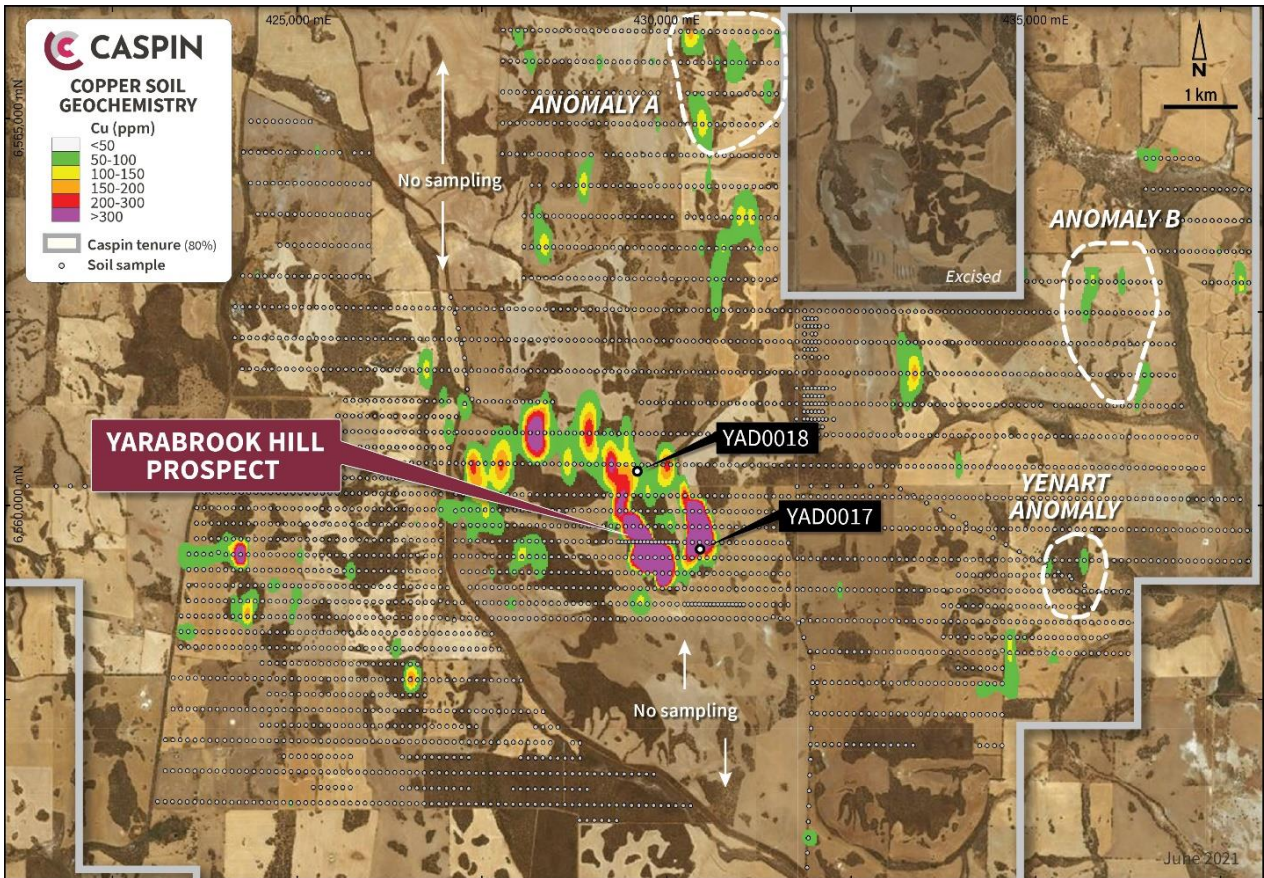 425,000 mE
430,000 mE
435,000 mE
CASPIN
COPPER SOIL
GEOCHEMISTRY
Cu (ppm)
<50
50-100
100-150
150-200
200-300
>300
Caspin tenure (80%)
Soil sample
6,565,000 mN
ANOMALY A
N
1 km
No sampling
ANOMALY B
Excised
YARABROOK HILL
PROSPECT
YAD0018
6,660,000 mN
YAD0017
YENART
ANOMALY
No sampling
June 2021